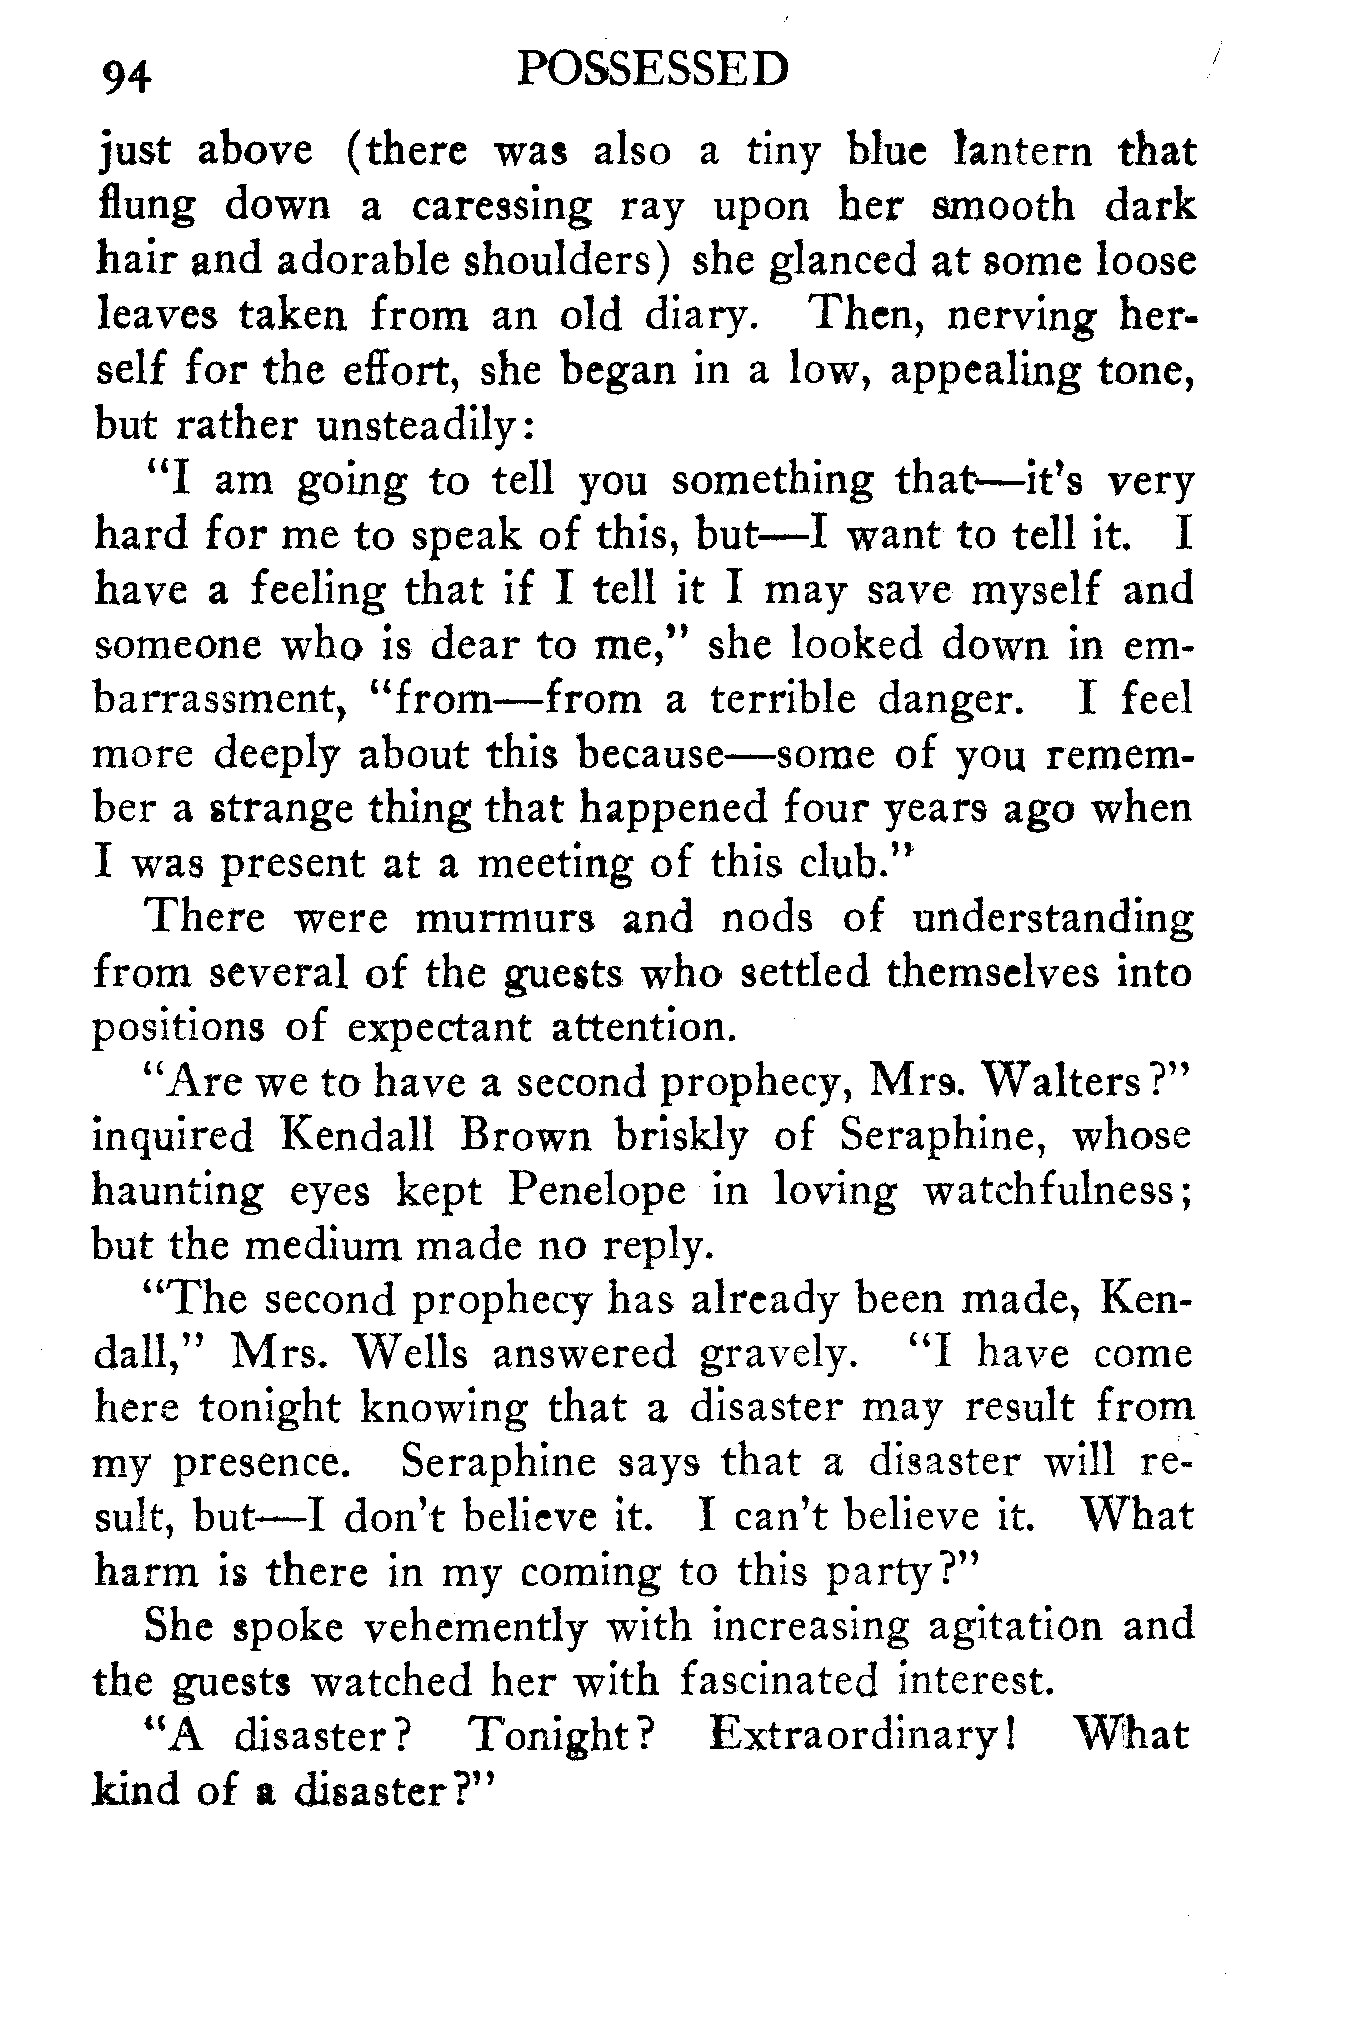 94 POSSESSED
just above (there was also a tiny blue lantern that
flung down a caressing ray upon her smooth dark
hair and adorable shoulders) she glanced at some loose
leaves taken from an old diary. Then, nerving her-
self for the effort, she began in a low, appealing tone,
but rather unsteadily:
“I am going to tell you something that—it’s very
hard for me to speak of this, but—I want to tell it. I
have a feeling that if I tell it I may save myself and
someone who is dear to me,” she looked down in em-
barrassment, “from—from a terrible danger. I feel
more deeply about this because—some of you remem-
ber a strange thing that happened four years ago when
I was present at a meeting of this club.”
There were murmurs and nods of understanding
from several of the guests who settled themselves into
positions of expectant attention.
“Are we to have a second prophecy, Mrs. Walters?”
inquired Kendall Brown briskly of Seraphine, whose
haunting eyes kept Penelope in loving watchfulness;
but the medium made no reply.
“The second prophecy has already been made, Ken-
dall,” Mrs. Wells answered gravely. “I have come
here tonight knowing that a disaster may result from
my presence. Seraphine says that a disaster will re-
sult, but—I don’t believe it. I can’t believe it. What
harm is there in my coming to this party?”
She spoke vehemently with increasing agitation and
the guests watched her with fascinated interest.
“A disaster? Tonight? Extraordinary! What
kind of a disaster?”